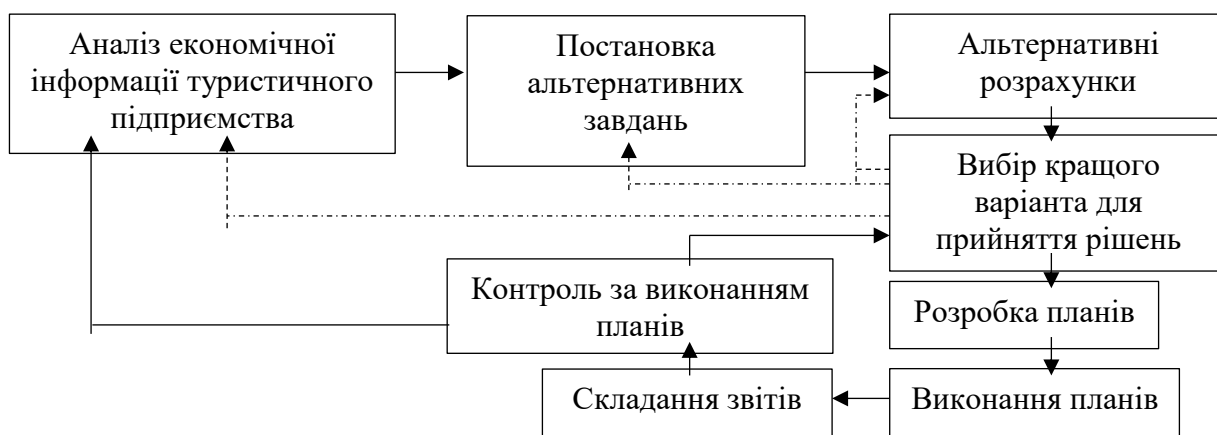 Аналіз економічної
інформації туристичного
підприємства
Постановка
альтернативних
завдань
Альтернативні
розрахунки
Вибір кращого
варіанта для
прийняття рішень
Контроль за виконанням
планів
Розробка планів
Складання звітів
Виконання планів